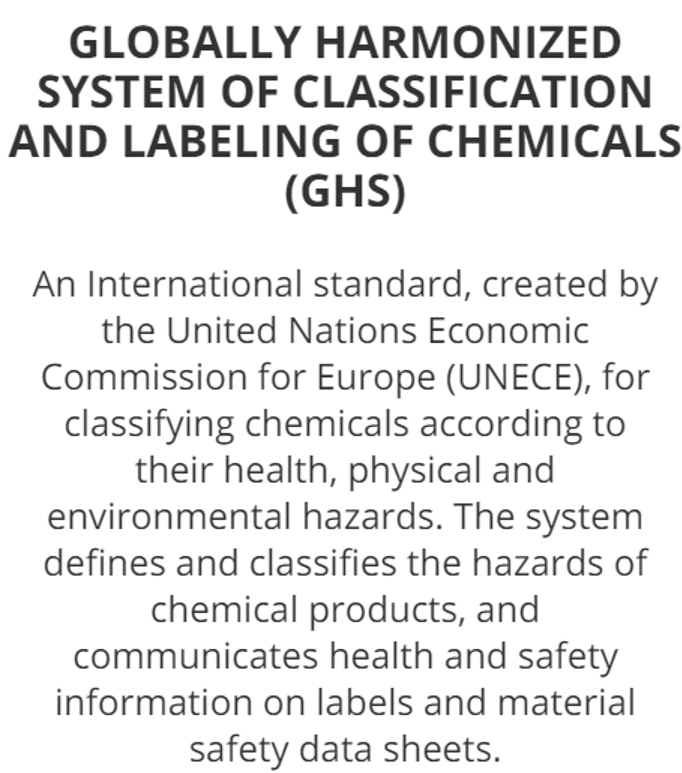 GLOBALLY HARMONIZED
SYSTEM OF CLASSIFICATION
AND LABELING OF CHEMICALS
(GHS)
An International standard, created by
the United Nations Economic
Commission for Europe (UNECE), for
classifying chemicals according to
their health, physical and
environmental hazards. The system
defines and classifies the hazards of
chemical products, and
communicates health and safety
information on labels and material
safety data sheets.